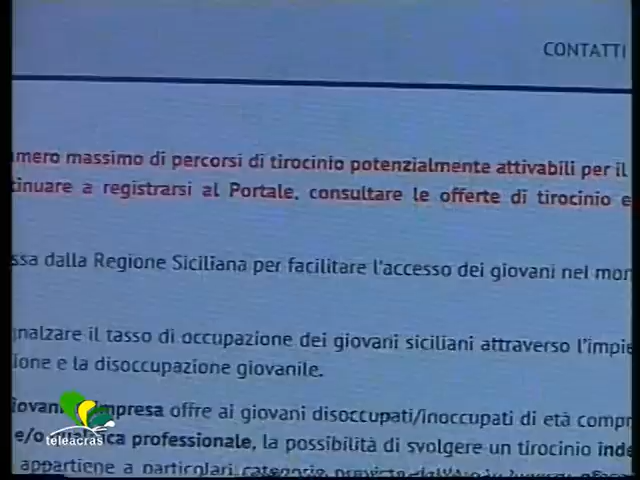 CONTATTI
mero massimo di percorsi di tirocinio potenzialmente attivabili per il
tinuare a registrarsi al Portale, consultare le offerte di tirocinio e
ssa dalla Regione Siciliana per facilitare l'accesso dei giovani nel mon
nalzare il tasso di occupazione dei giovani siciliani attraverso l'impie
ione e la disoccupazione giovanile.
iovani impresa offre ai giovani disoccupati/inoccupati di età compr
e/o professionale, la possibilità di svolgere un tirocinio inde
teleacras
appartiene a particolari categorie